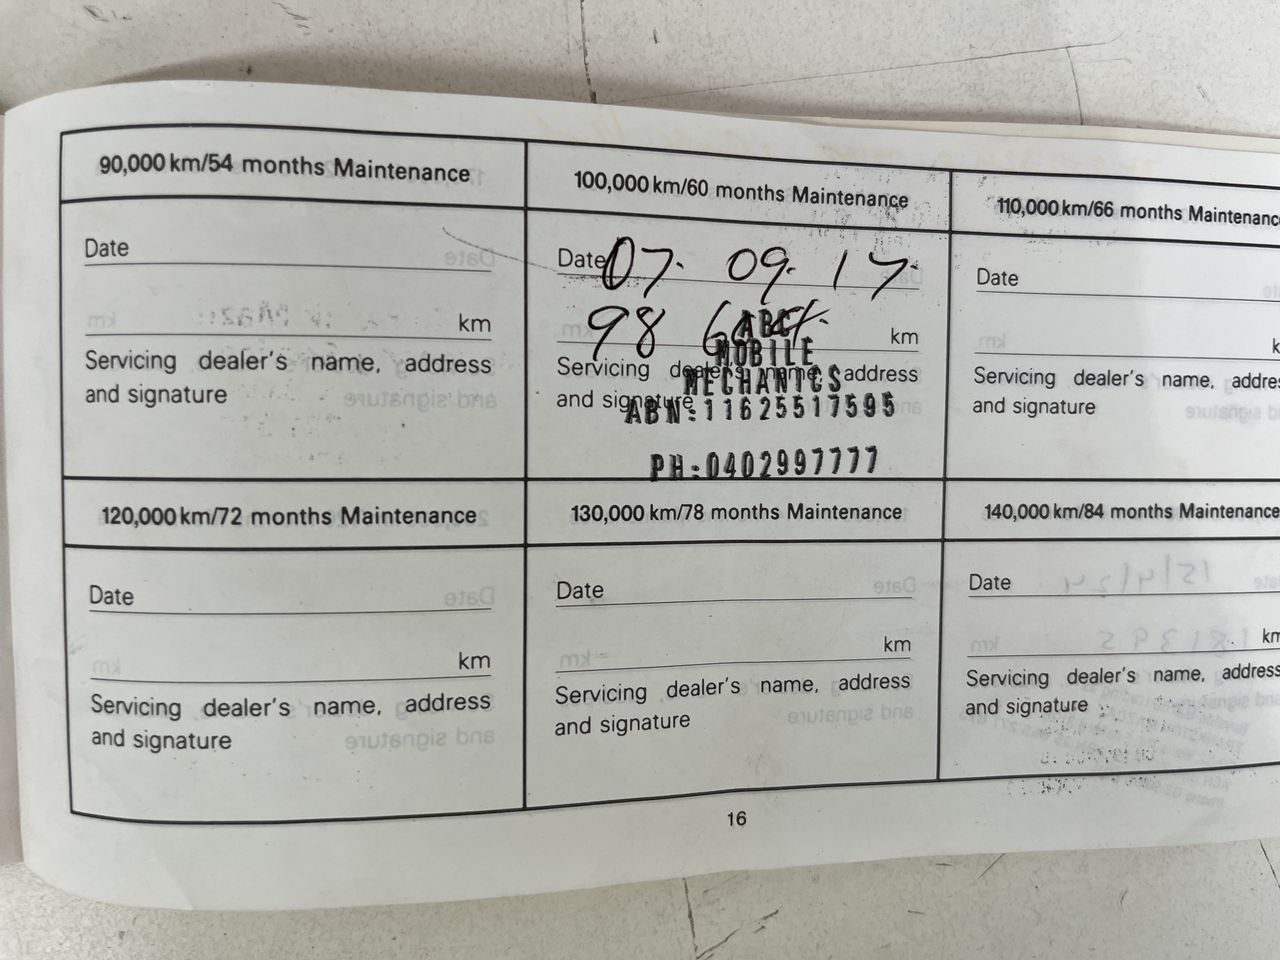 90,000 km/54 months Maintenance
Date
km
Servicing dealer's name, address
and signature
100,000 km/60 months Maintenance
Date 07. 09. 17.
98 km
Servicing dealer's name, address
and signature
ABC
MOBILE
MECHANICS
ABN:11625517595
PH:0402997777
110,000 km/66 months Maintenance
Date
Servicing dealer's name,
and signature
120,000 km/72 months Maintenance
Date
km
Servicing dealer's name, address
and signature
130,000 km/78 months Maintenance
Date
km
Servicing dealer's name, address
and signature
140,000 km/84 months Maintenance
Date
km
Servicing dealer's name, address
and signature
16